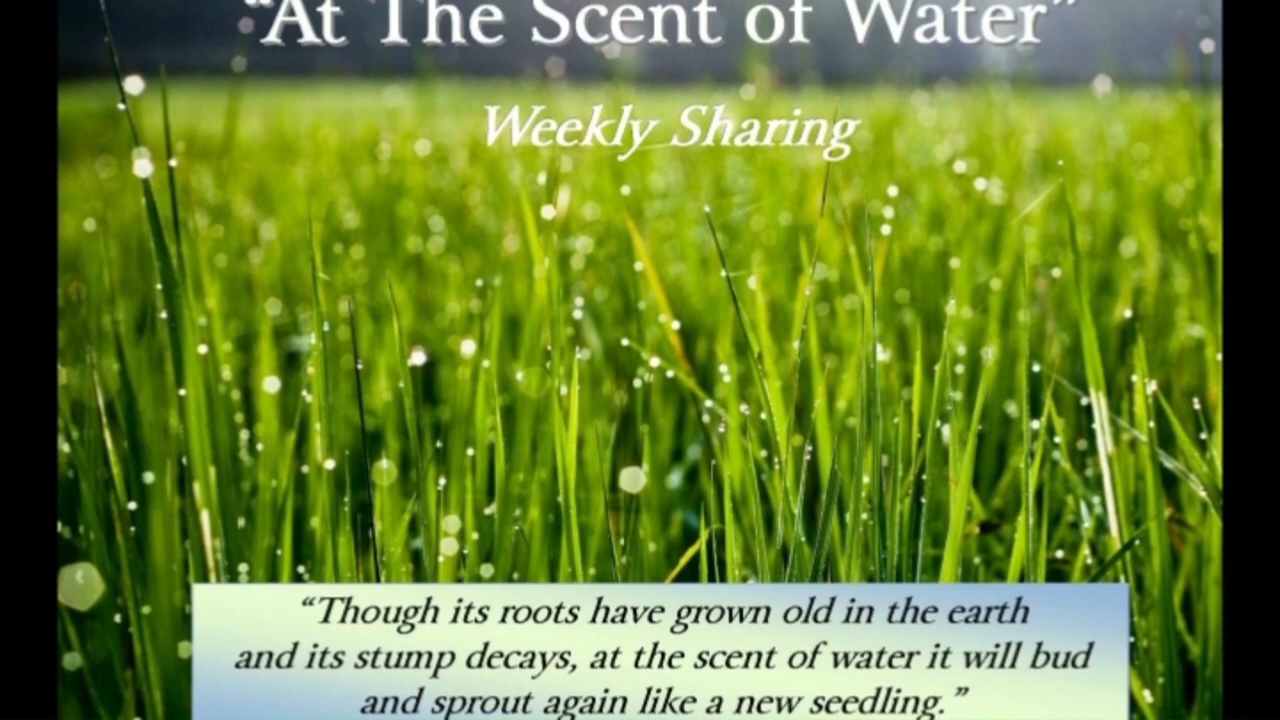 “At The Scent of Water”
Weekly Sharing
“Though its roots have grown old in the earth
and its stump decays, at the scent of water it will bud
and sprout again like a new seedling.”